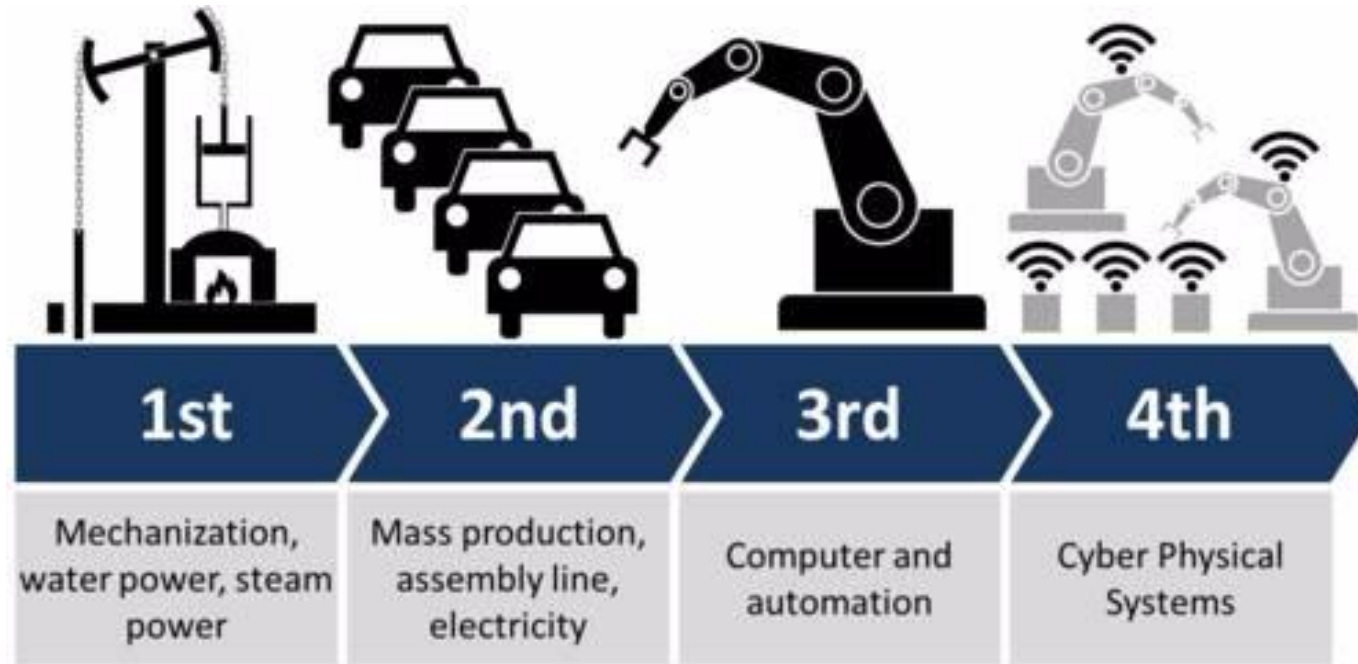 1st
2nd
3rd
4th
Mechanization,
water power, steam
power
Mass production,
assembly line,
electricity
Computer and
automation
Cyber Physical
Systems